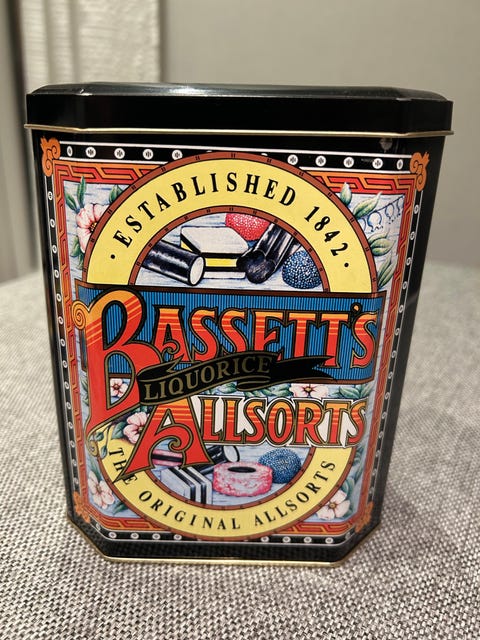 · ESTABLISHED 1842 ·
BASSETT'S
LIQUORICE
ALLSORTS
THE ORIGINAL ALLSORTS